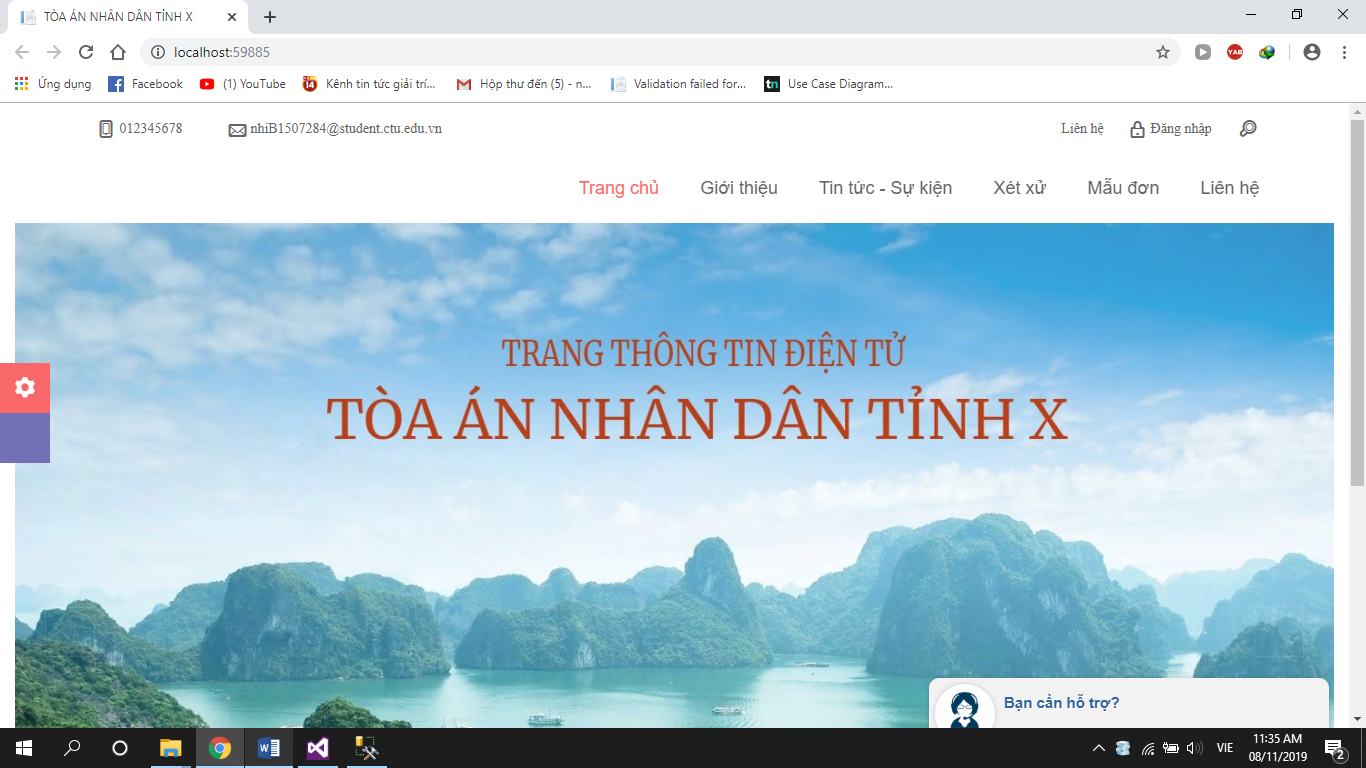 TÒA ÁN NHÂN DÂN TỈNH X
localhost:59885
YAB
Ứng dụng Facebook (1) YouTube 14 Kênh tin tức giải trí... Hộp thư đến (5) - n... Validation failed for... tn Use Case Diagram...
012345678 nhiB1507284@student.ctu.edu.vn Liên hệ Đăng nhập
Trang chủ Giới thiệu Tin tức - Sự kiện Xét xử Mẫu đơn Liên hệ
TRANG THÔNG TIN ĐIỆN TỬ
TÒA ÁN NHÂN DÂN TỈNH X
Bạn cần hỗ trợ?
VIE 11:35 AM
08/11/2019 2